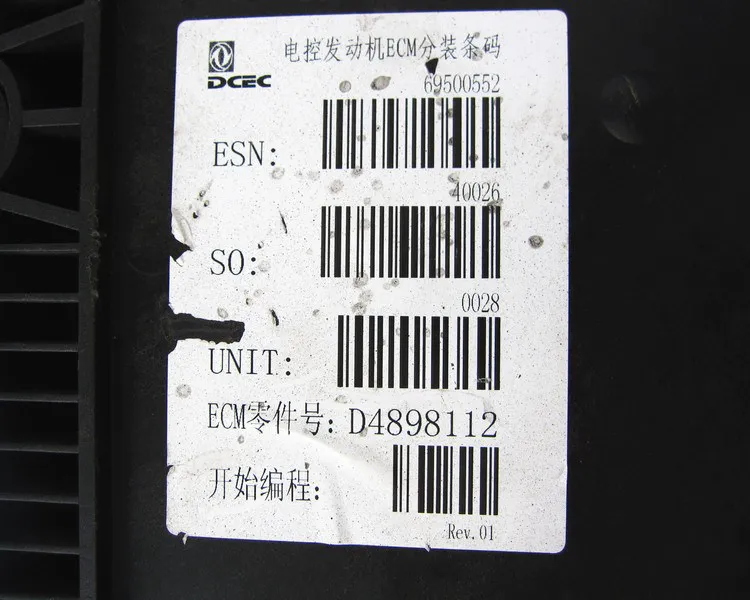 电控发动机ECM分装条码
DCEC
69500552
ESN:
40026
SO:
0028
UNIT:
ECM零件号: D4898112
开始编程:
Rev.01